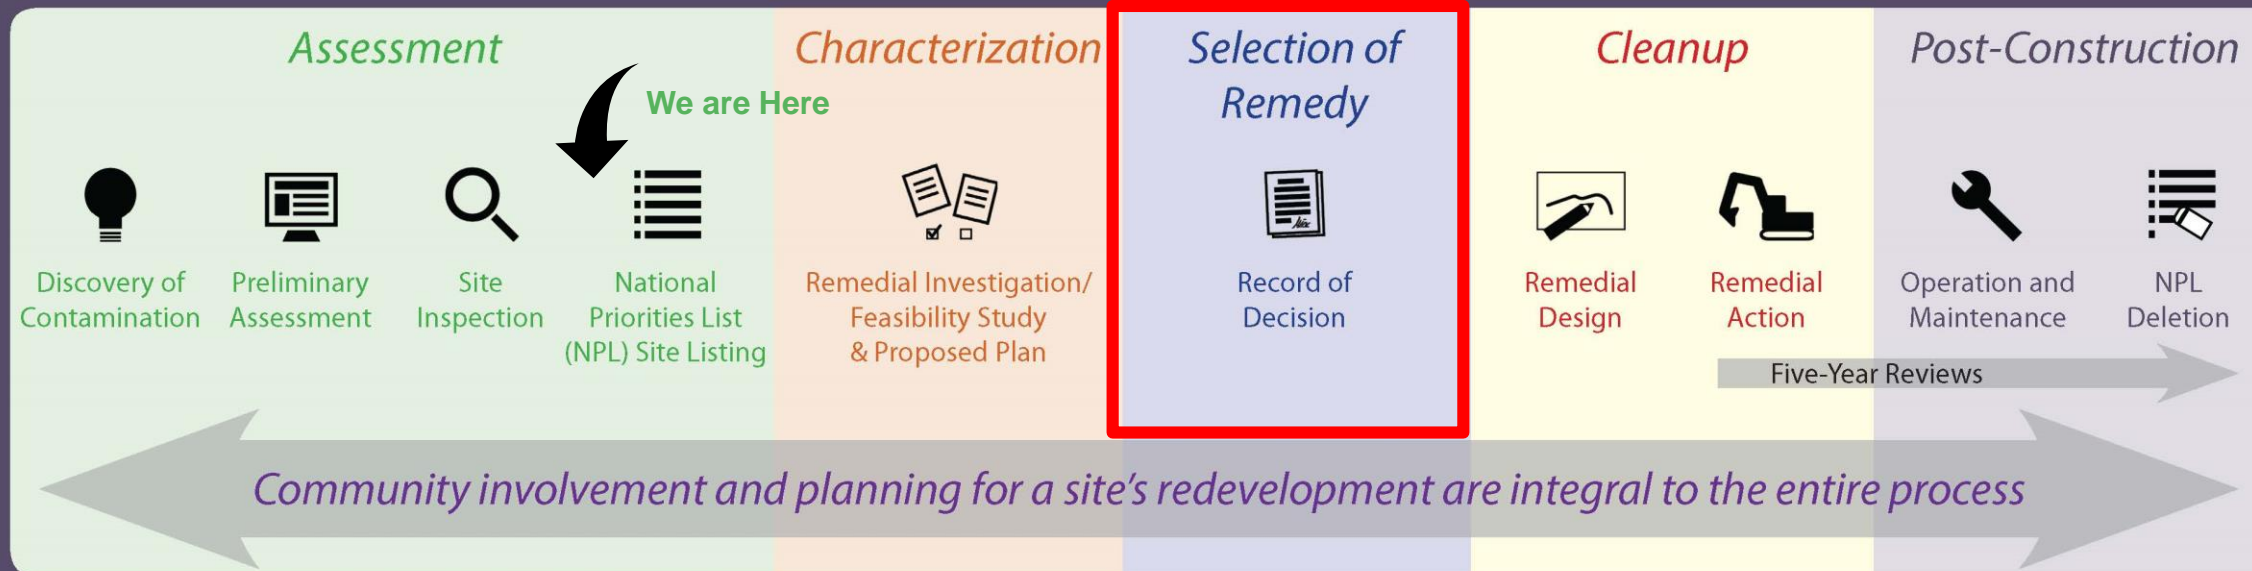 Assessment
We are Here
Discovery of
Contamination
Preliminary
Assessment
Site
Inspection
National
Priorities List
(NPL) Site Listing
Characterization
Remedial Investigation/
Feasibility Study
& Proposed Plan
Selection of
Remedy
Record of
Decision
Cleanup
Remedial
Design
Remedial
Action
Post-Construction
Operation and
Maintenance
NPL
Deletion
Five-Year Reviews
Community involvement and planning for a site's redevelopment are integral to the entire process